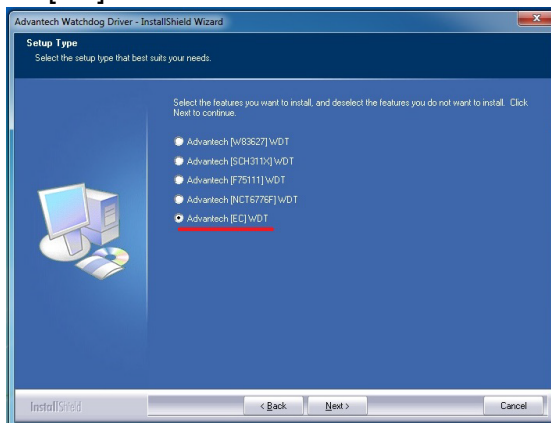 Advantech Watchdog Driver - InstallShield Wizard
Setup Type
Select the setup type that best suits your needs.
Select the features you want to install, and deselect the features you do not want to install. Click
Next to continue.
Advantech [W83627] WDT
Advantech [SCH311X] WDT
Advantech [F75111] WDT
Advantech [NCT6776F] WDT
Advantech [EC] WDT
InstallShield
< Back Next > Cancel